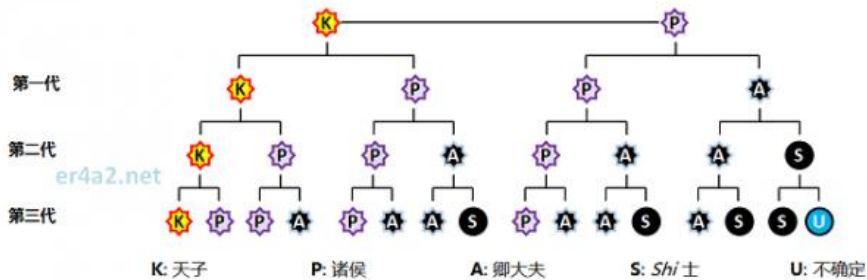 K P
第一代 K P P A
第二代 K P P A P A A S
er4a2.net
第三代 K P P A P A A S P A A S A S S U
K: 天子 P: 诸侯 A: 卿大夫 S: Shi 士 U: 不确定